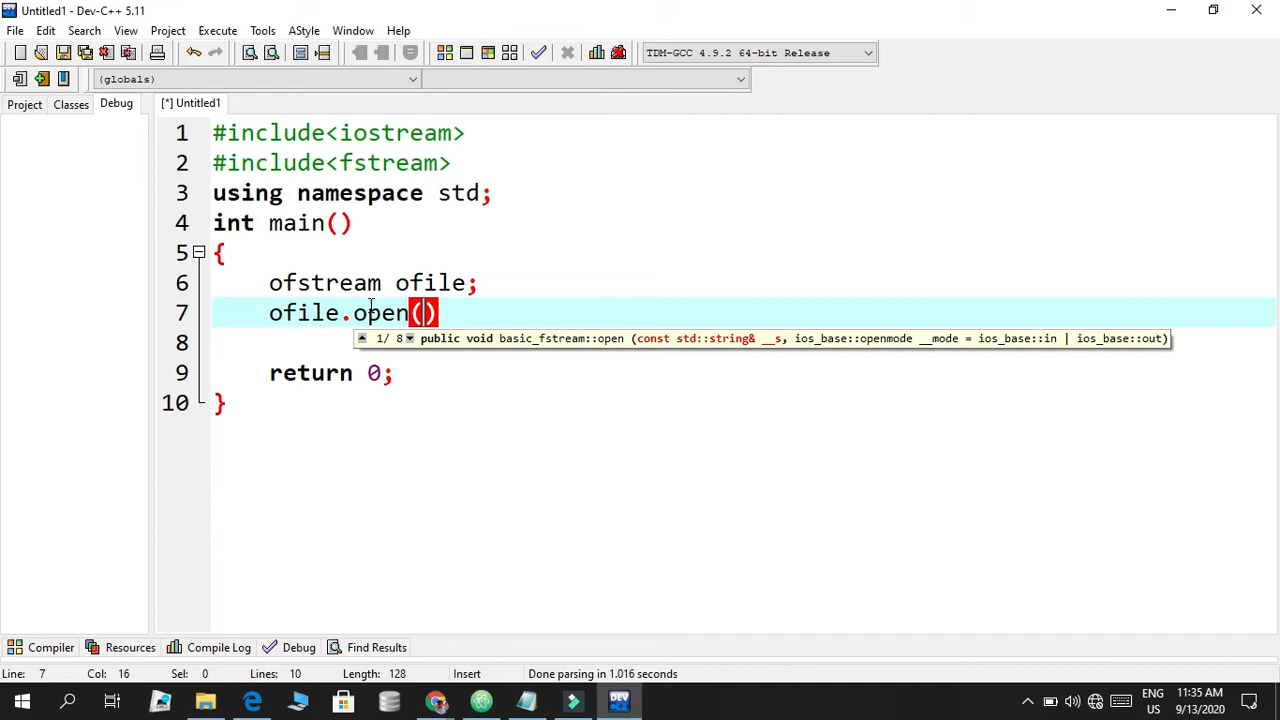 Untitled1 - Dev-C++ 5.11
File Edit Search View Project Execute Tools AStyle Window Help
TDM-GCC 4.9.2 64-bit Release
(globals)
Project Classes Debug [*] Untitled1
1 #include<iostream>
2 #include<fstream>
3 using namespace std;
4 int main()
5 {
6 ofstream ofile;
7 ofile.open()
1/ 8 public void basic_fstream::open (const std::string& __s, ios_base::openmode __mode = ios_base::in | ios_base::out)
8
9 return 0;
10 }
Compiler Resources Compile Log Debug Find Results
Line: 7 Col: 16 Sel: 0 Lines: 10 Length: 128 Insert Done parsing in 1.016 seconds
DEV
ENG 11:35 AM
US 9/13/2020